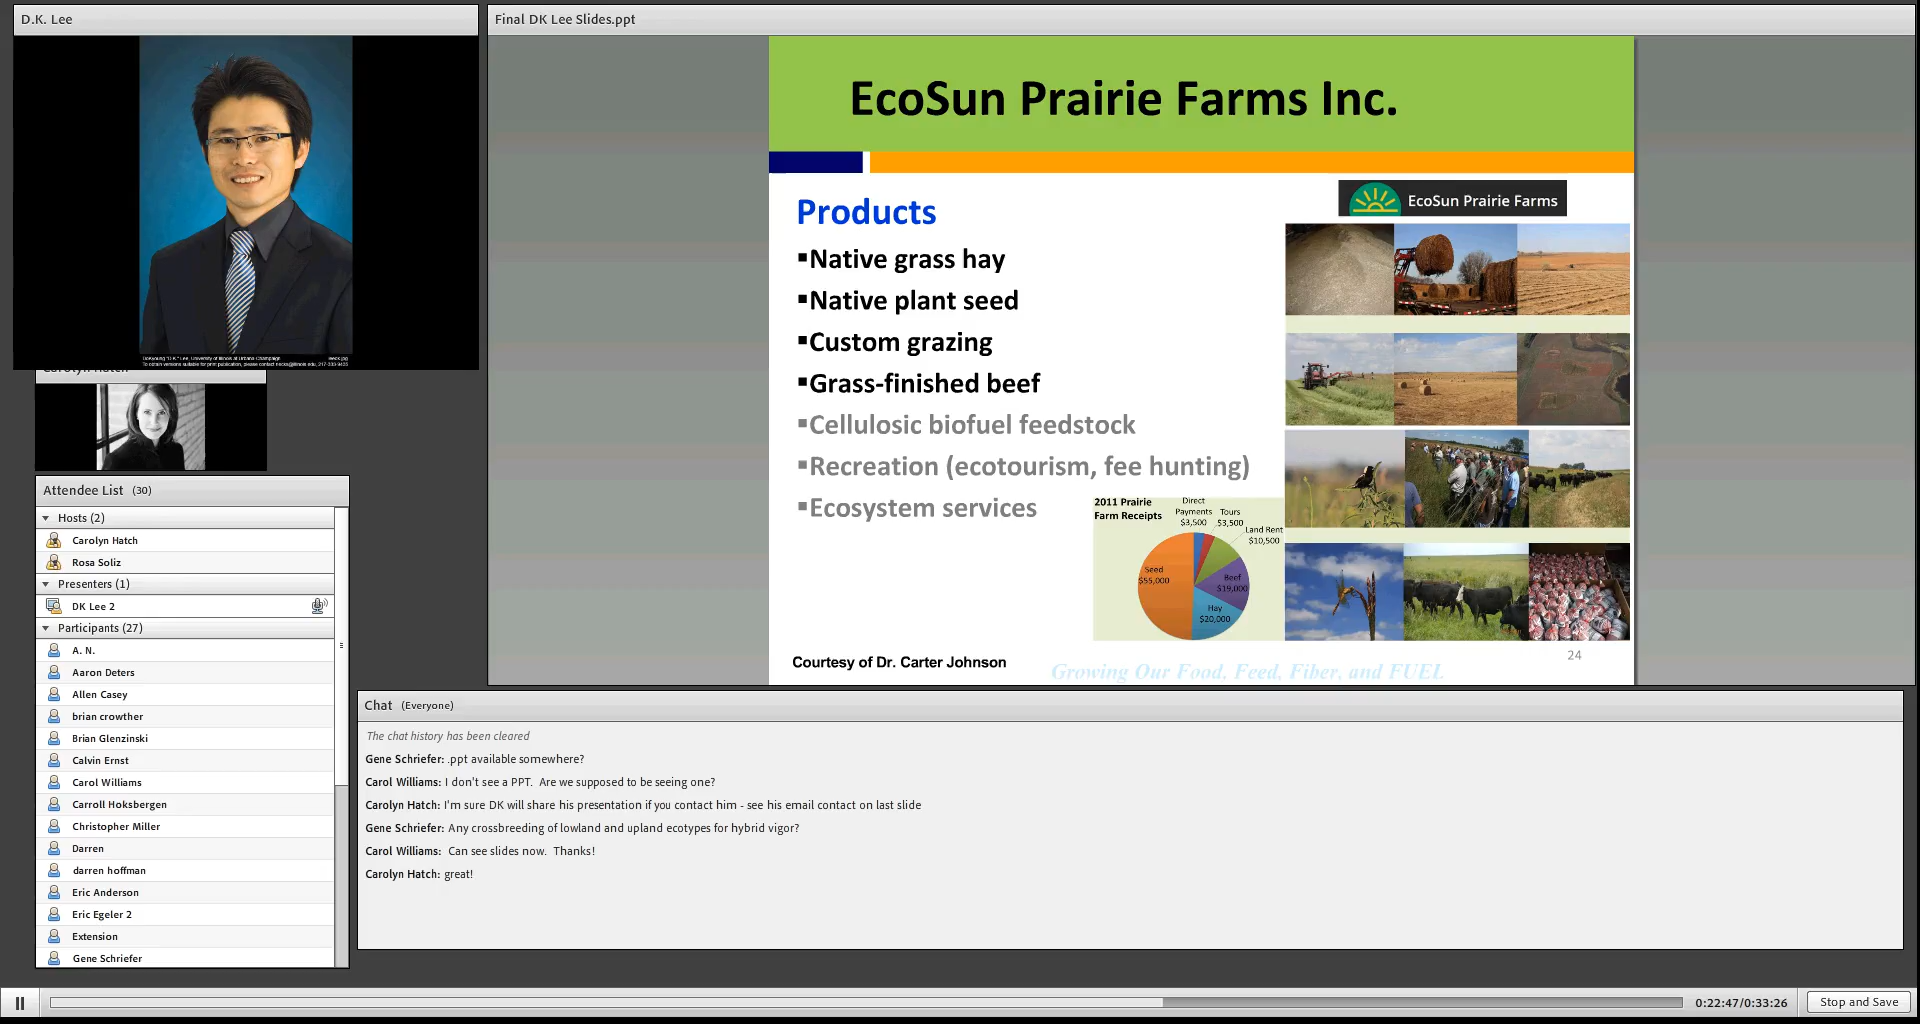 D.K. Lee
Final DK Lee Slides.ppt
DoKyoung "D.K." Lee, University of Illinois at Urbana Champaign
Carolyn Hatch
Attendee List (30)
Hosts (2)
Carolyn Hatch
Rosa Soliz
Presenters (1)
DK Lee 2
Participants (27)
A. N.
Aaron Deters
Allen Casey
brian crowther
Brian Glenzinski
Calvin Ernst
Carol Williams
Carroll Hoksbergen
Christopher Miller
Darren
darren hoffman
Eric Anderson
Eric Egeler 2
Extension
Gene Schriefer
EcoSun Prairie Farms Inc.
EcoSun Prairie Farms
Products
▪Native grass hay
▪Native plant seed
▪Custom grazing
▪Grass-finished beef
▪Cellulosic biofuel feedstock
▪Recreation (ecotourism, fee hunting)
▪Ecosystem services
2011 Prairie
Farm Receipts
Direct
Payments
$3,500
Tours
$3,500
Land Rent
$10,500
Beef
$19,000
Hay
$20,000
Seed
$55,000
Courtesy of Dr. Carter Johnson
Growing Our Food, Feed, Fiber, and FUEL
24
Chat (Everyone)
The chat history has been cleared
Gene Schriefer: .ppt available somewhere?
Carol Williams: I don't see a PPT. Are we supposed to be seeing one?
Carolyn Hatch: I'm sure DK will share his presentation if you contact him - see his email contact on last slide
Gene Schriefer: Any crossbreeding of lowland and upland ecotypes for hybrid vigor?
Carol Williams: Can see slides now. Thanks!
Carolyn Hatch: great!
0:22:47/0:33:26
Stop and Save